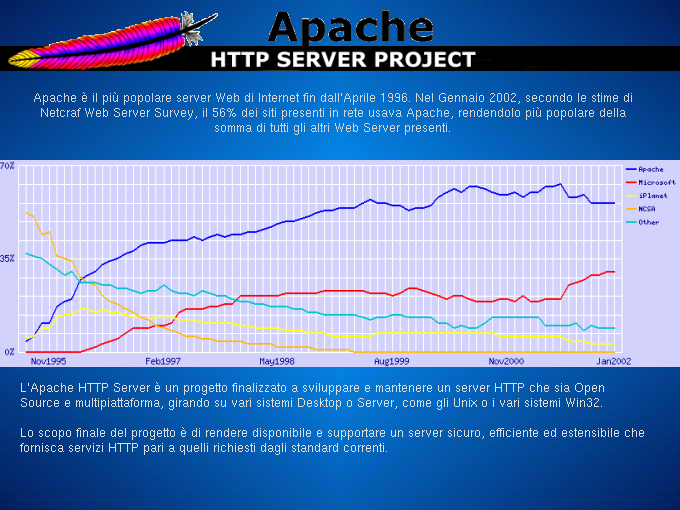 Apache
HTTP SERVER PROJECT
Apache è il più popolare server Web di Internet fin dall'Aprile 1996. Nel Gennaio 2002, secondo le stime di
Netcraf Web Server Survey, il 56% dei siti presenti in rete usava Apache, rendendolo più popolare della
somma di tutti gli altri Web Server presenti.
70%
35%
0%
Apache
Microsoft
iPlanet
NCSA
Other
Nov1995 Feb1997 May1998 Aug1999 Nov2000 Jan2002
L'Apache HTTP Server è un progetto finalizzato a sviluppare e mantenere un server HTTP che sia Open
Source e multipiattaforma, girando su vari sistemi Desktop o Server, come gli Unix o i vari sistemi Win32.
Lo scopo finale del progetto è di rendere disponibile e supportare un server sicuro, efficiente ed estensibile che
fornisca servizi HTTP pari a quelli richiesti dagli standard correnti.